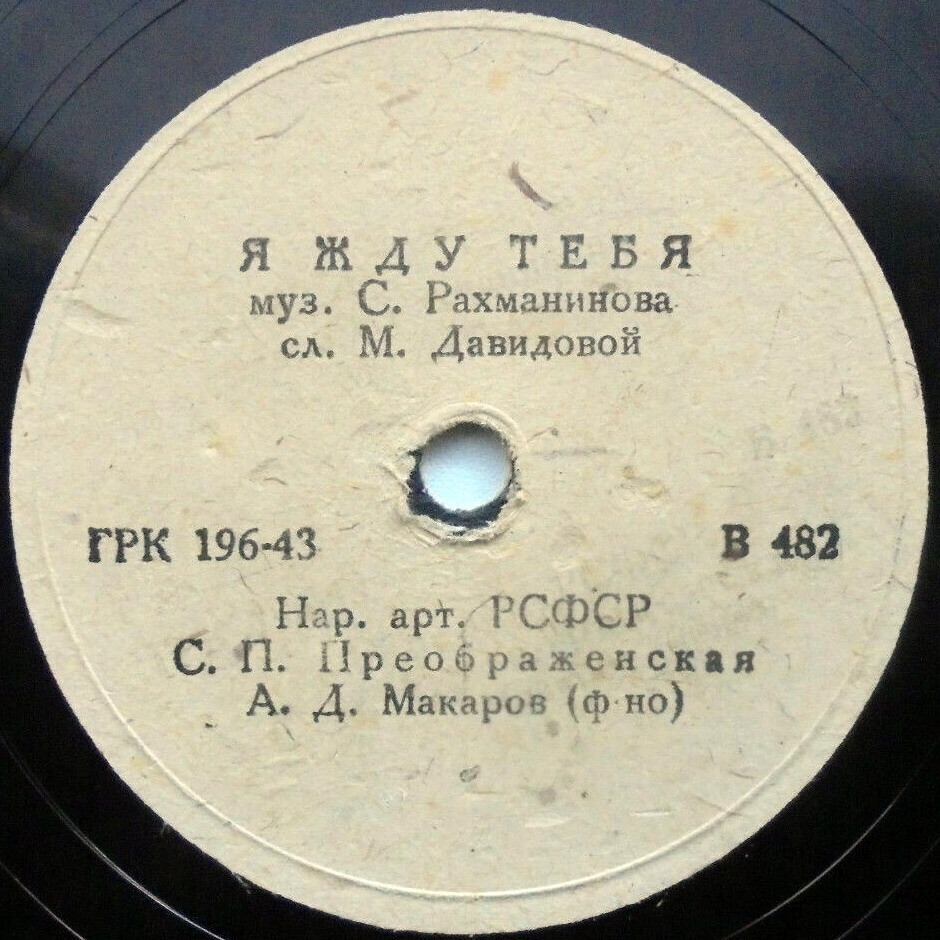 Я ЖДУ ТЕБЯ
муз. С. Рахманинова
сл. М. Давидовой
ГРК 196-43
В 482
Нар. арт. РСФСР
С. П. Преображенская
А. Д. Макаров (ф-но)